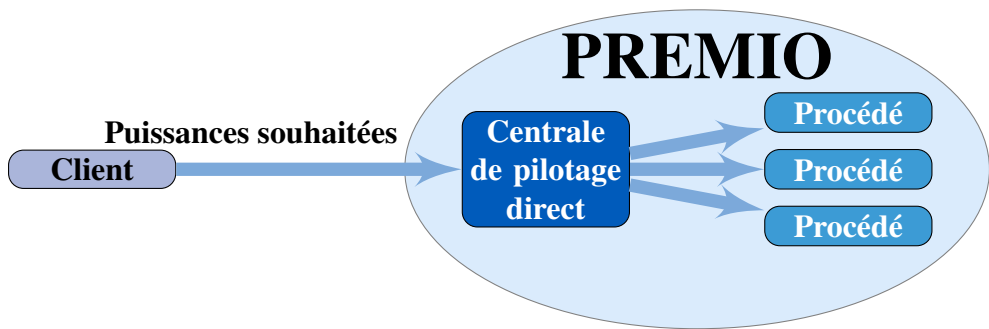 PREMIO
Puissances souhaitées
Client
Centrale
de pilotage
direct
Procédé
Procédé
Procédé